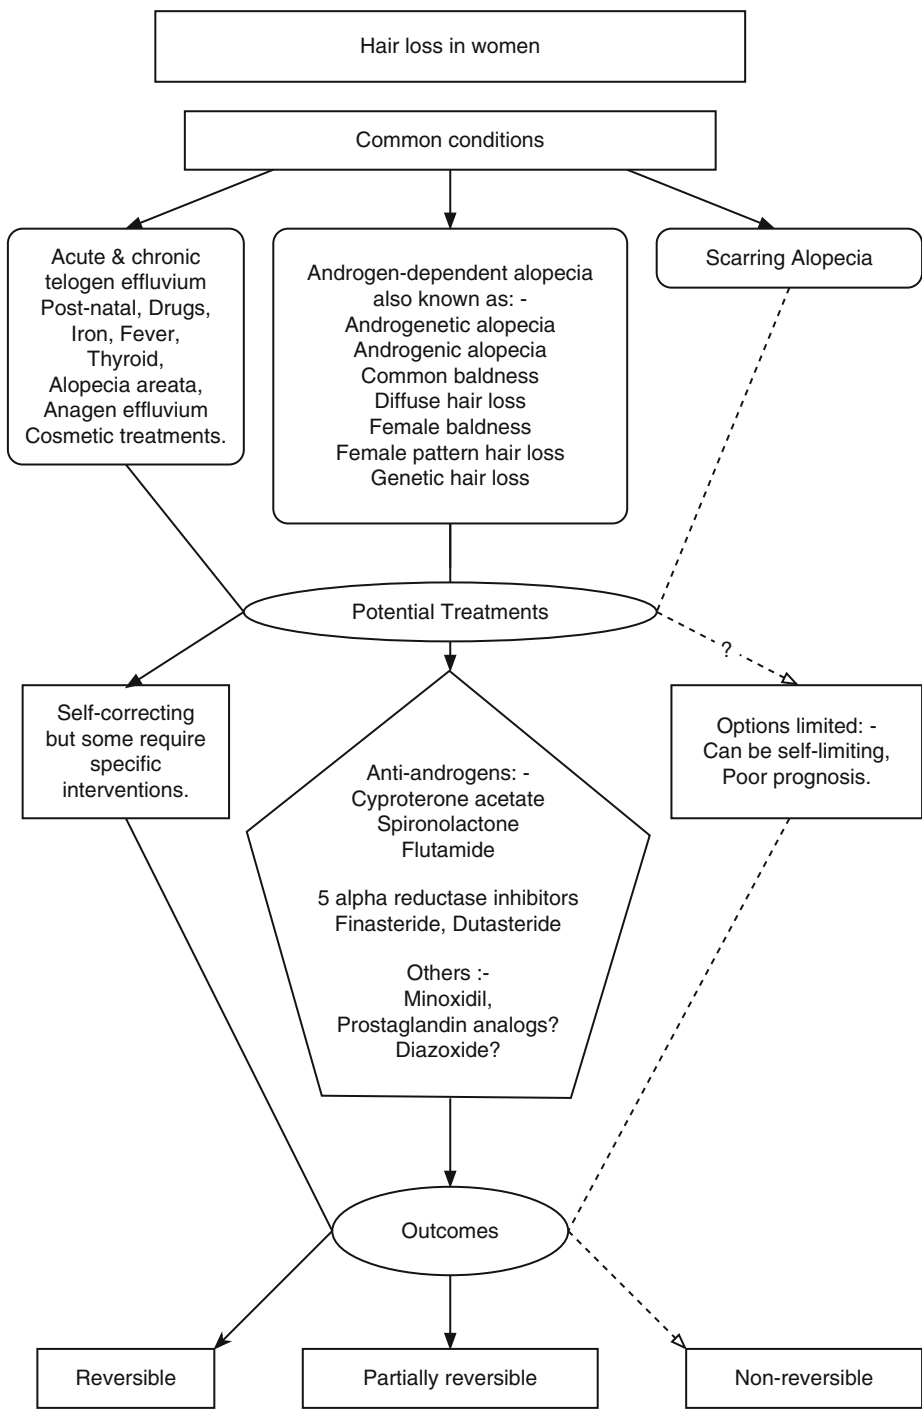 Hair loss in women
Common conditions
Acute & chronic
telogen effluvium
Post-natal, Drugs,
Iron, Fever,
Thyroid,
Alopecia areata,
Anagen effluvium
Cosmetic treatments.
Androgen-dependent alopecia
also known as: -
Androgenetic alopecia
Androgenic alopecia
Common baldness
Diffuse hair loss
Female baldness
Female pattern hair loss
Genetic hair loss
Scarring Alopecia
Potential Treatments
?
Self-correcting
but some require
specific
interventions.
Anti-androgens: -
Cyproterone acetate
Spironolactone
Flutamide
5 alpha reductase inhibitors
Finasteride, Dutasteride
Others :-
Minoxidil,
Prostaglandin analogs?
Diazoxide?
Options limited: -
Can be self-limiting,
Poor prognosis.
Outcomes
Reversible
Partially reversible
Non-reversible